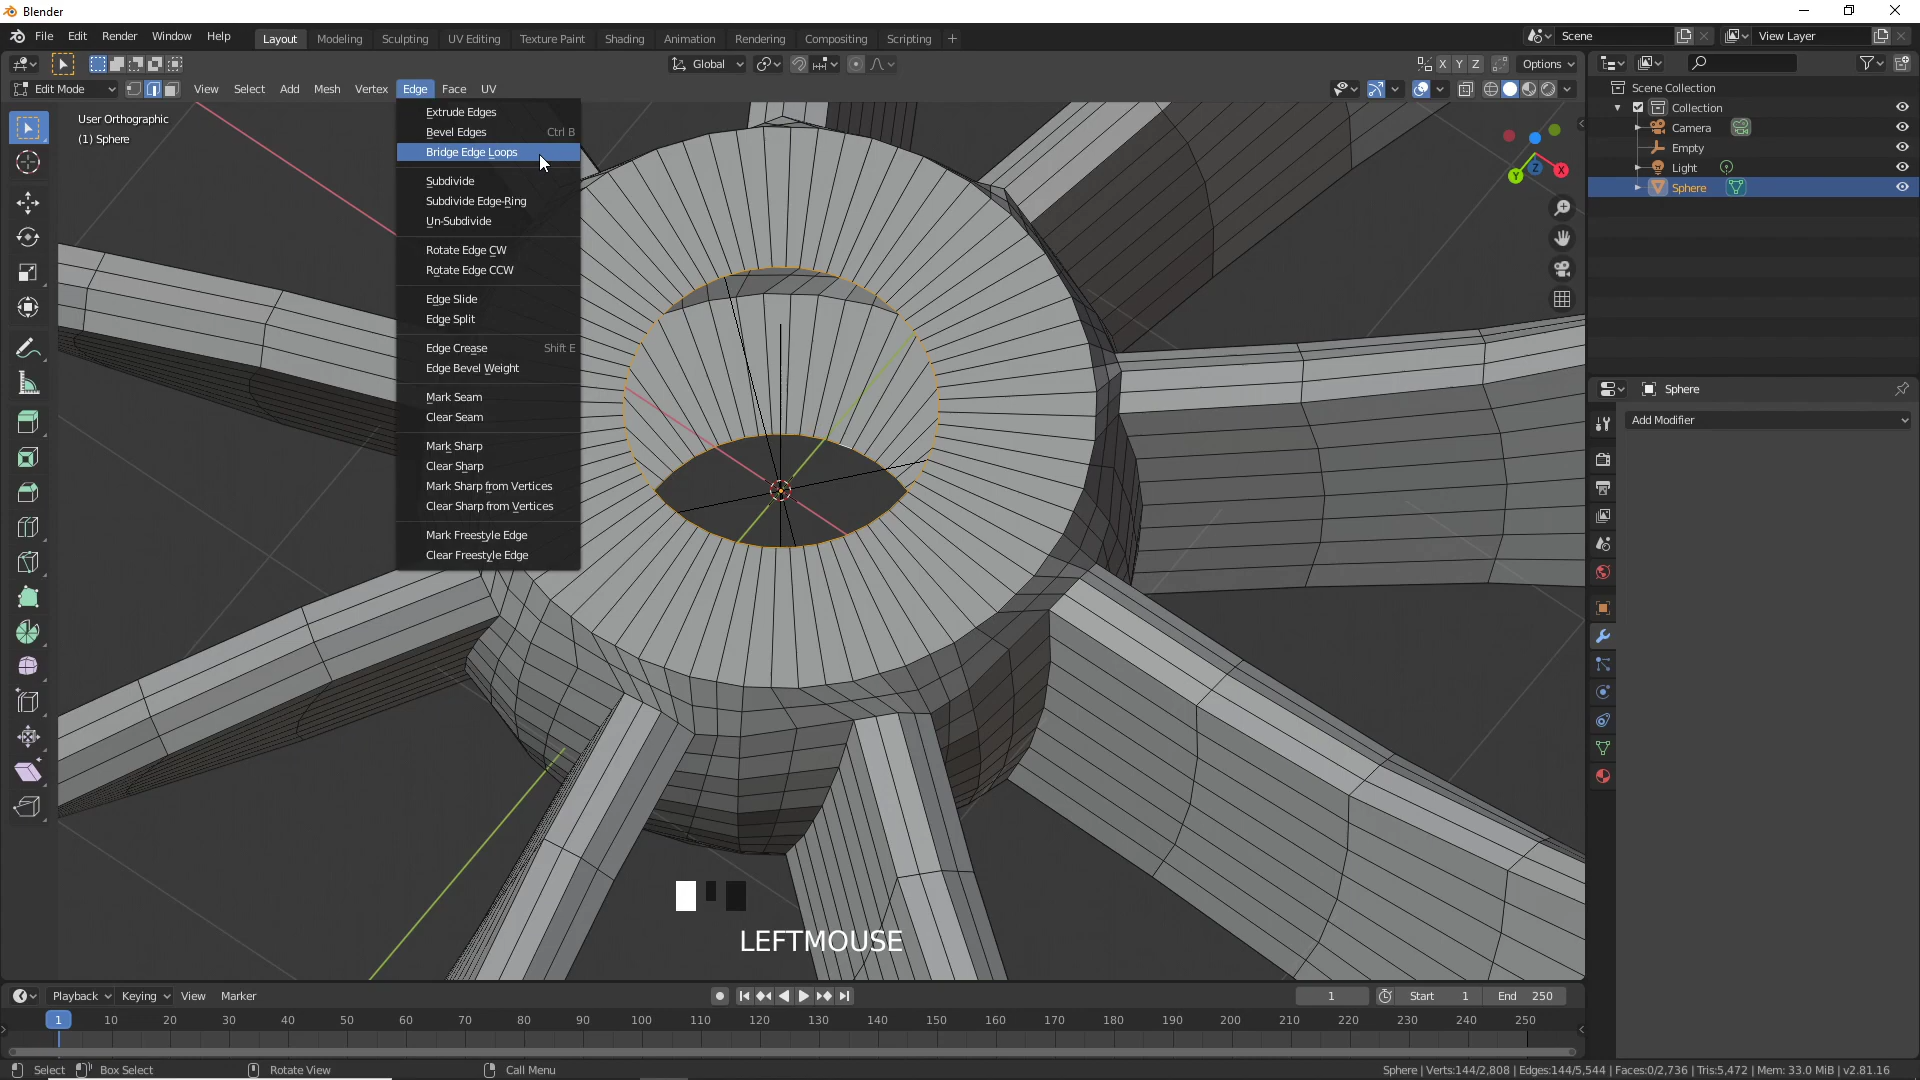 Blender
File Edit Render Window Help
Layout Modeling Sculpting UV Editing Texture Paint Shading Animation Rendering Compositing Scripting +
Scene
View Layer
Global
X Y Z
Options
Edit Mode
View Select Add Mesh Vertex Edge Face UV
User Orthographic
(1) Sphere
Extrude Edges
Bevel Edges Ctrl B
Bridge Edge Loops
Subdivide
Subdivide Edge-Ring
Un-Subdivide
Rotate Edge CW
Rotate Edge CCW
Edge Slide
Edge Split
Edge Crease Shift E
Edge Bevel Weight
Mark Seam
Clear Seam
Mark Sharp
Clear Sharp
Mark Sharp from Vertices
Clear Sharp from Vertices
Mark Freestyle Edge
Clear Freestyle Edge
Y
Z
X
LEFTMOUSE
Scene Collection
Collection
Camera
Empty
Light
Sphere
Sphere
Add Modifier
Playback Keying View Marker
1
Start 1
End 250
1 10 20 30 40 50 60 70 80 90 100 110 120 130 140 150 160 170 180 190 200 210 220 230 240 250
Select
Box Select
Rotate View
Call Menu
Sphere | Verts:144/2,808 | Edges:144/5,544 | Faces:0/2,736 | Tris:5,472 | Mem: 33.0 MiB | v2.81.16